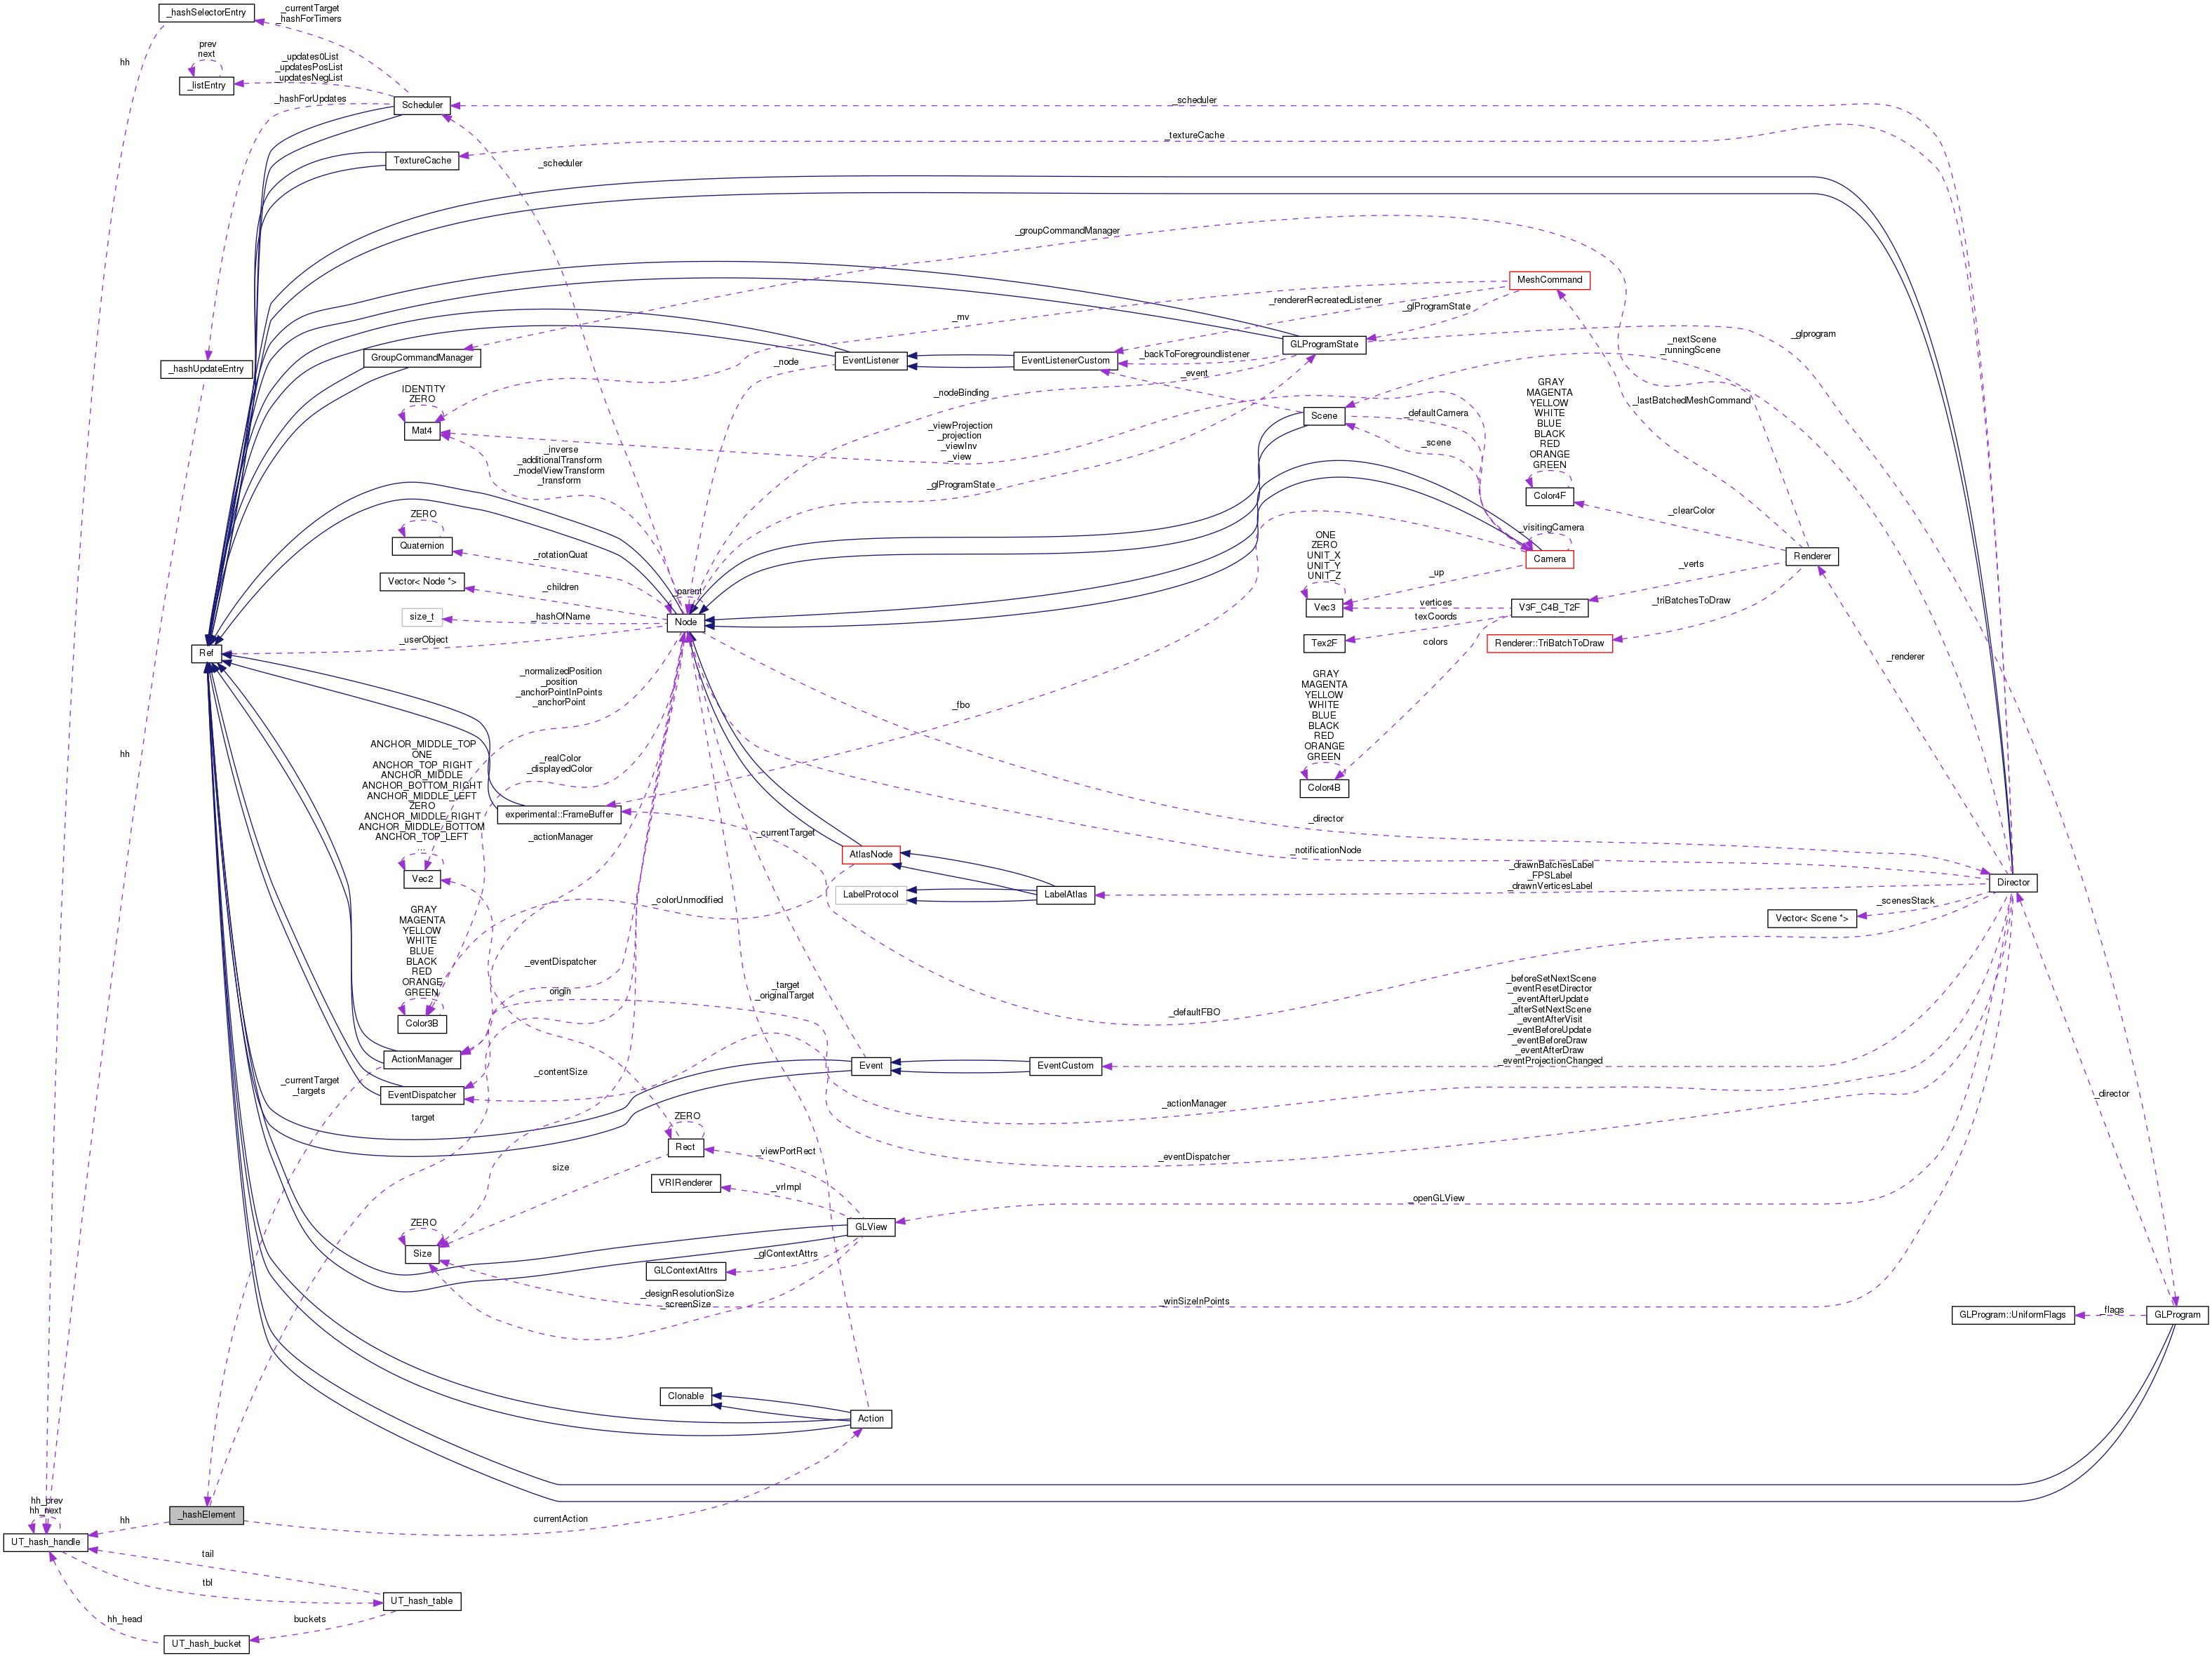 _hashSelectorEntry
_currentTarget
_hashForTimers
prev
next
_listEntry
hh
_updates0List
_updatesPosList
_updatesNegList
_hashForUpdates
Scheduler
_scheduler
TextureCache
_textureCache
_scheduler
_groupCommandManager
MeshCommand
_rendererRecreatedListener
_glProgramState
_mv
_glprogram
_nextScene
_runningScene
GLProgramState
GroupCommandManager
_hashUpdateEntry
EventListener
EventListenerCustom
_backToForegroundlistener
_node
_event
IDENTITY
ZERO
Mat4
_nodeBinding
Scene
_defaultCamera
_lastBatchedMeshCommand
GRAY
MAGENTA
YELLOW
WHITE
BLUE
BLACK
RED
ORANGE
GREEN
Color4F
_viewProjection
_projection
_viewInv
_view
_scene
_inverse
_additionalTransform
_modelViewTransform
_transform
_glProgramState
_clearColor
ZERO
Quaternion
_rotationQuat
_visitingCamera
Camera
Renderer
ONE
ZERO
UNIT_X
UNIT_Y
UNIT_Z
Vec3
_up
_verts
Vector< Node *>
_children
_parent
size_t
_hashOfName
Node
vertices
V3F_C4B_T2F
_triBatchesToDraw
texCoords
Tex2F
colors
Renderer::TriBatchToDraw
_userObject
Ref
_renderer
_normalizedPosition
_position
_anchorPointInPoints
_anchorPoint
GRAY
MAGENTA
YELLOW
WHITE
BLUE
BLACK
RED
ORANGE
GREEN
Color4B
_fbo
ANCHOR_MIDDLE_TOP
ONE
ANCHOR_TOP_RIGHT
ANCHOR_MIDDLE
ANCHOR_BOTTOM_RIGHT
ANCHOR_MIDDLE_LEFT
ZERO
ANCHOR_MIDDLE_RIGHT
ANCHOR_MIDDLE_BOTTOM
ANCHOR_TOP_LEFT
...
Vec2
hh
_realColor
_displayedColor
experimental::FrameBuffer
_actionManager
_currentTarget
_director
_notificationNode
AtlasNode
LabelProtocol
LabelAtlas
_drawnBatchesLabel
_FPSLabel
_drawnVerticesLabel
Director
Vector< Scene *>
_scenesStack
_colorUnmodified
GRAY
MAGENTA
YELLOW
WHITE
BLUE
BLACK
RED
ORANGE
GREEN
Color3B
_eventDispatcher
origin
_target
_originalTarget
_defaultFBO
_beforeSetNextScene
_eventResetDirector
_eventAfterUpdate
_afterSetNextScene
_eventAfterVisit
_eventBeforeUpdate
_eventBeforeDraw
_eventAfterDraw
_eventProjectionChanged
ActionManager
Event
EventCustom
_contentSize
_currentTarget
_targets
EventDispatcher
target
_actionManager
_director
ZERO
Rect
_viewPortRect
_eventDispatcher
size
VRIRenderer
_vrImpl
_openGLView
ZERO
Size
GLView
_glContextAttrs
GLContextAttrs
_designResolutionSize
_screenSize
_winSizeInPoints
GLProgram::UniformFlags
_flags
GLProgram
Clonable
Action
hh_prev
hh_next
_hashElement
hh
currentAction
UT_hash_handle
tail
tbl
UT_hash_table
hh_head
buckets
UT_hash_bucket